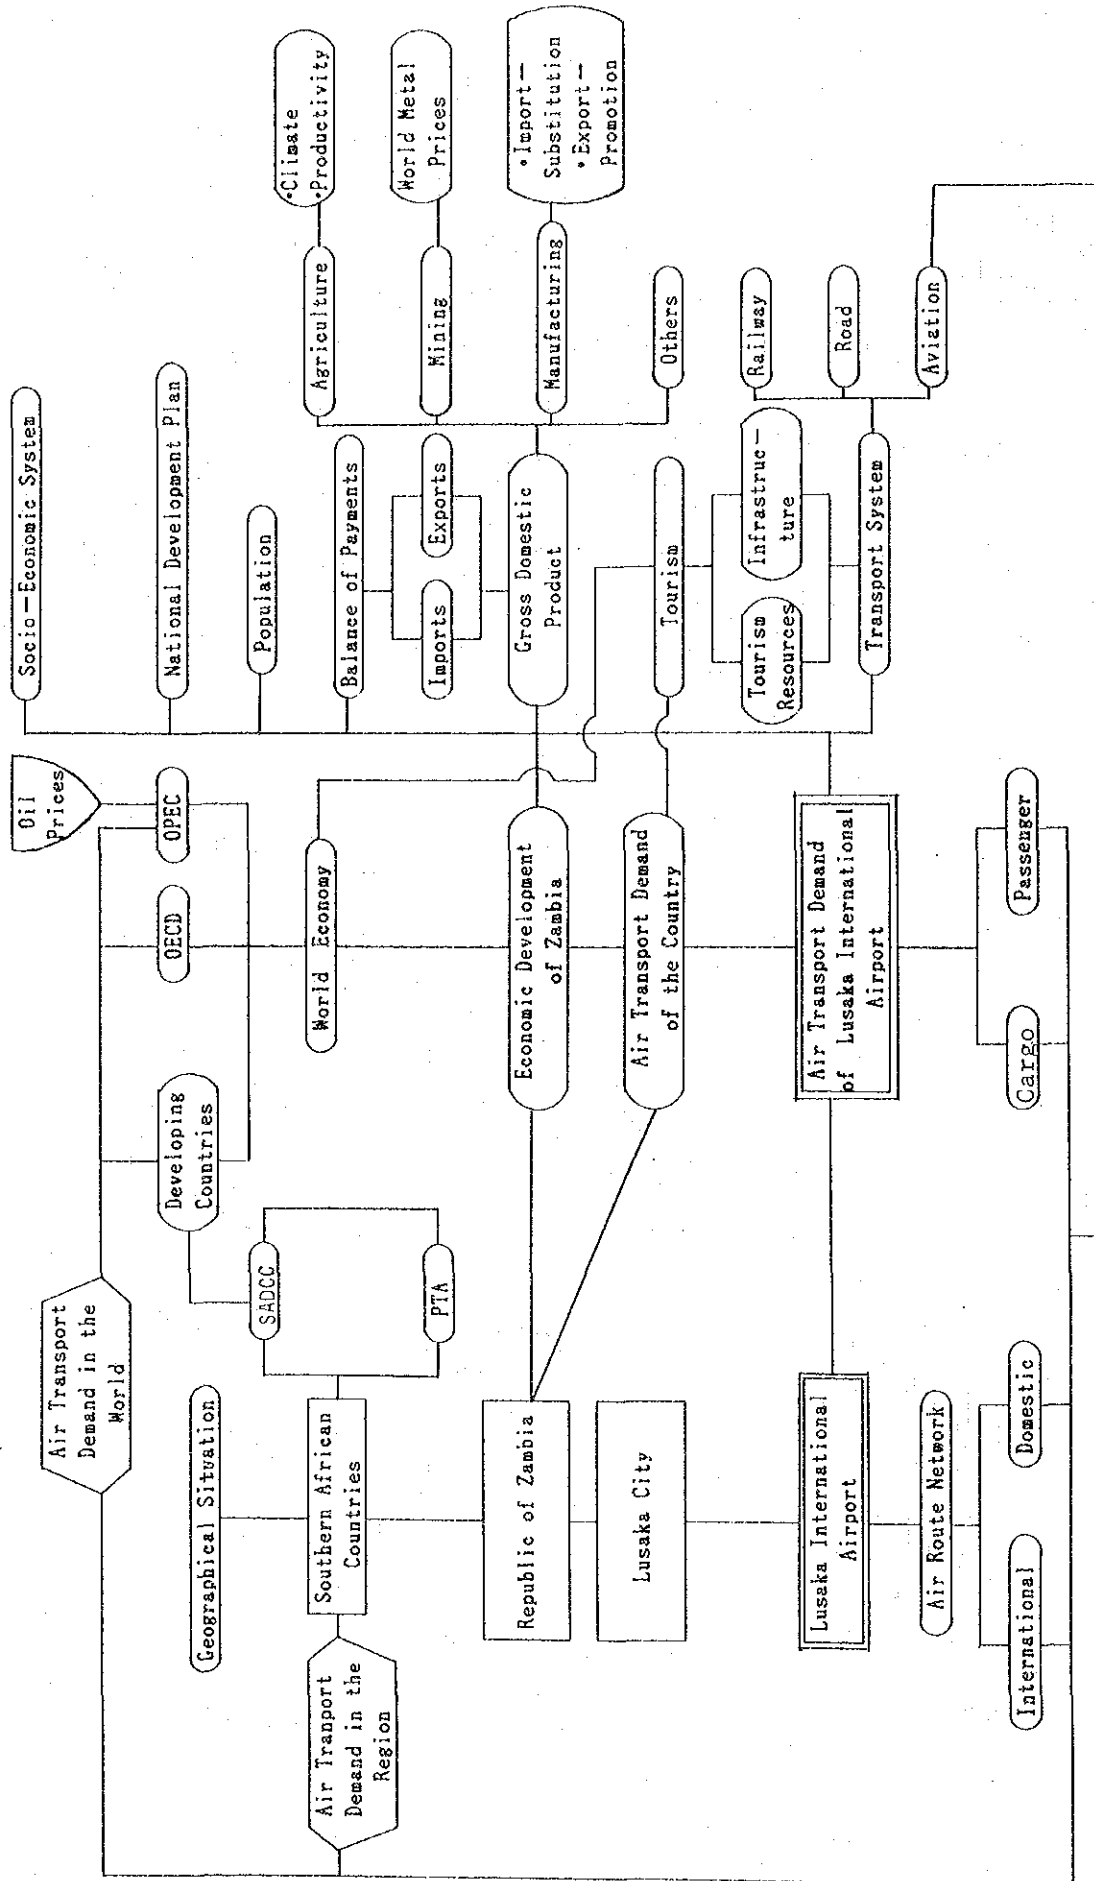 Air Transport
Demand in the
World
Oil
Prices
Socio-Economic System
Geographical Sitvation
Developing
Countries
OECD
OPEC
National Development Plan
SADCC
Population
Air Tranport
Demand in the
Region
Southern African
Countries
World Economy
Balance of Payments
Agriculture
•Climate
•Productivity
PTA
Imports
Exports
Mining
World Metal
Prices
Republic of Zambia
Economic Development
of Zambia
Gross Domestic
Product
Manufacturing
•Import—
Substitution
•Export—
Promotion
Lusaka City
Air Transport Demand
of the Country
Tourism
Others
Tourism
Resources
Infrastruc—
ture
Railway
Lusaka International
Airport
Air Transport Demand
of Lusaka International
Airport
Transport System
Road
Air Route Network
Aviation
International
Domestic
Cargo
Passenger